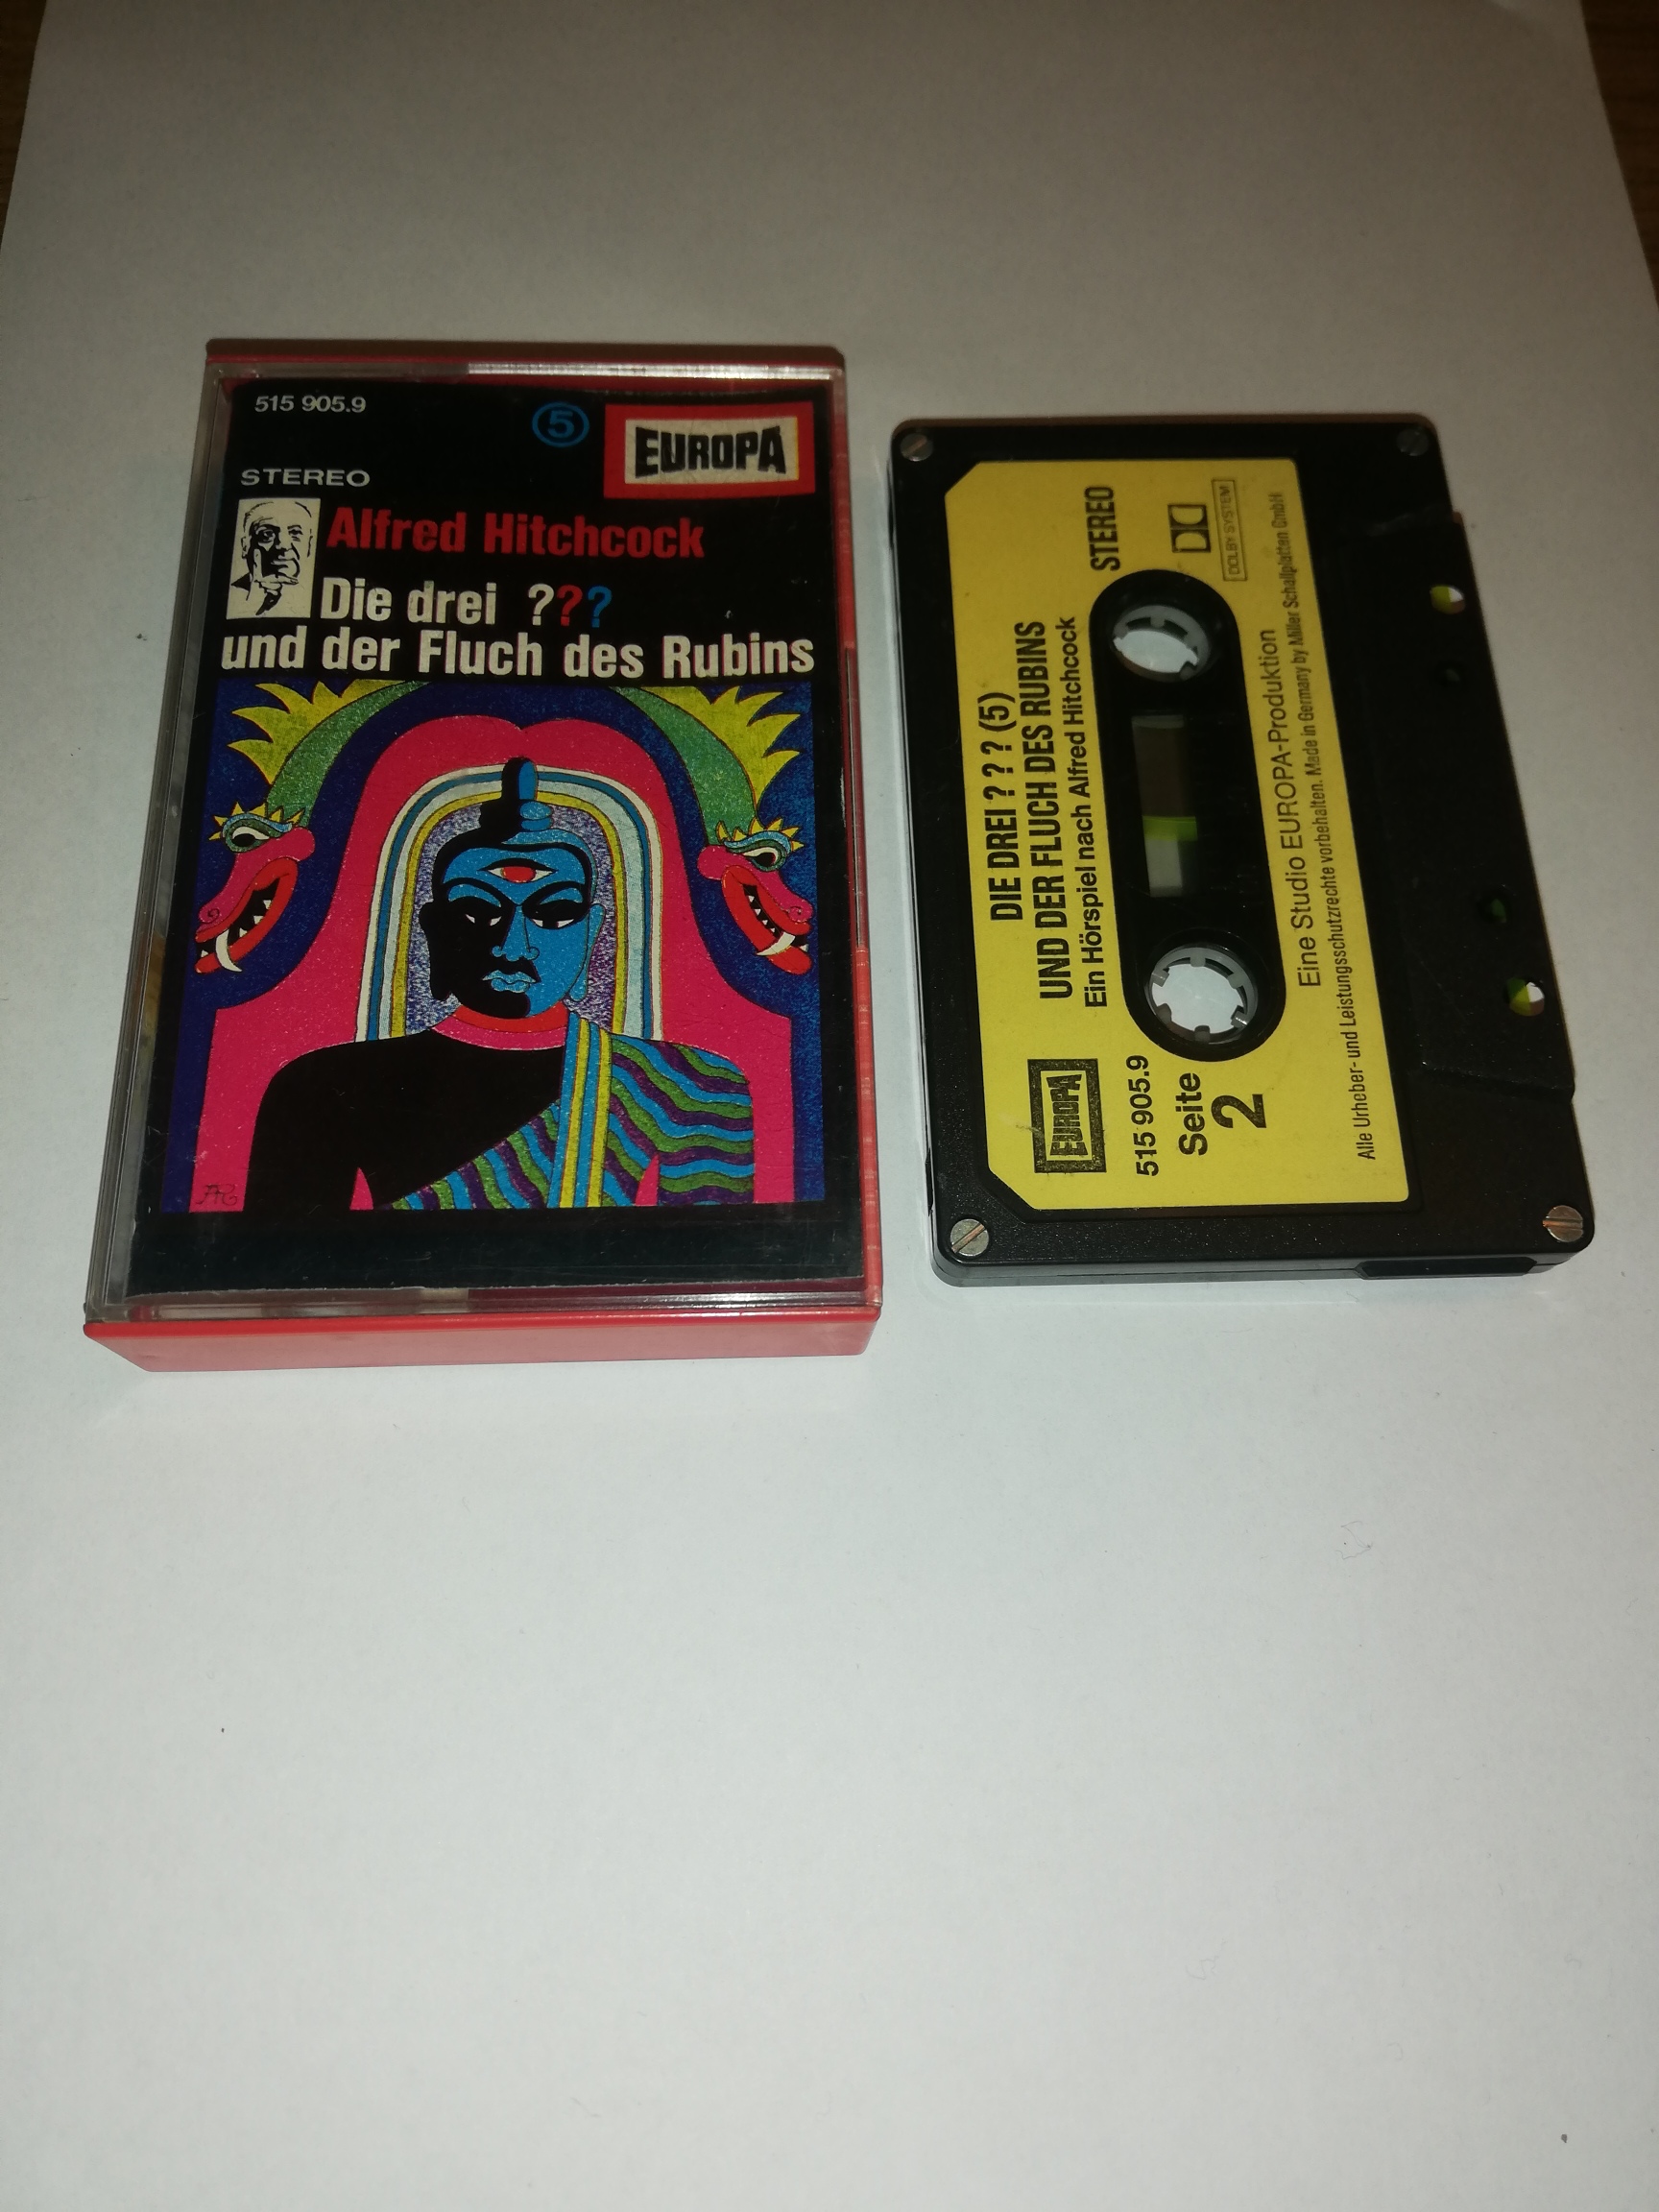 515 905.9
5
EUROPA
STEREO
Alfred Hitchcock
Die drei ???
und der Fluch des Rubins
APG
DIE DREI ? ? ? (5)
UND DER FLUCH DES RUBINS
Ein Hörspiel nach Alfred Hitchcock
STEREO
DOLBY SYSTEM
EUROPA
515 905.9
Seite
2
Eine Studio EUROPA-Produktion
Alle Urheber- und Leistungsschutzrechte vorbehalten. Made in Germany by Miller Schallplatten GmbH